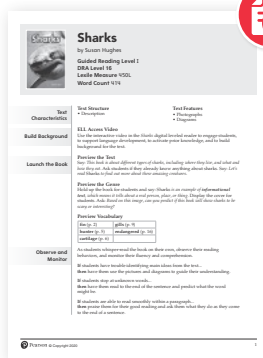 Sharks
Sharks
by Susan Hughes
Guided Reading Level I
DRA Level 16
Lexile Measure 450L
Word Count 414
Text
Characteristics
Text Structure
• Description
Text Features
• Photographs
• Diagrams
Build Background
ELL Access Video
Use the interactive video in the Sharks digital leveled reader to engage students,
to support language development, to activate prior knowledge, and to build
background for the text.
Launch the Book
Preview the Text
Say: This book is about different types of sharks, including where they live, and what and
how they eat. Ask students if they already know anything about sharks. Say: Let's
read Sharks to find out more about these amazing creatures.
Preview the Genre
Hold up the book for students and say: Sharks is an example of informational
text, which means it tells about a real person, place, or thing. Display the cover for
students. Ask: Based on this image, can you predict if this book will show sharks to be
scary or interesting?
Preview Vocabulary
fin (p. 2)
gills (p. 9)
hunter (p. 5)
endangered (p. 16)
cartilage (p. 6)
Observe and
Monitor
As students whisper-read the book on their own, observe their reading
behaviors, and monitor their fluency and comprehension.
If students have trouble identifying main ideas from the text...
then have them use the pictures and diagrams to guide their understanding.
If students stop at unknown words...
then have them read to the end of the sentence and predict what the word
might be.
If students are able to read smoothly within a paragraph...
then praise them for their good reading and ask them what they do as they come
to the end of a sentence.
Pearson © Copyright 2020
1